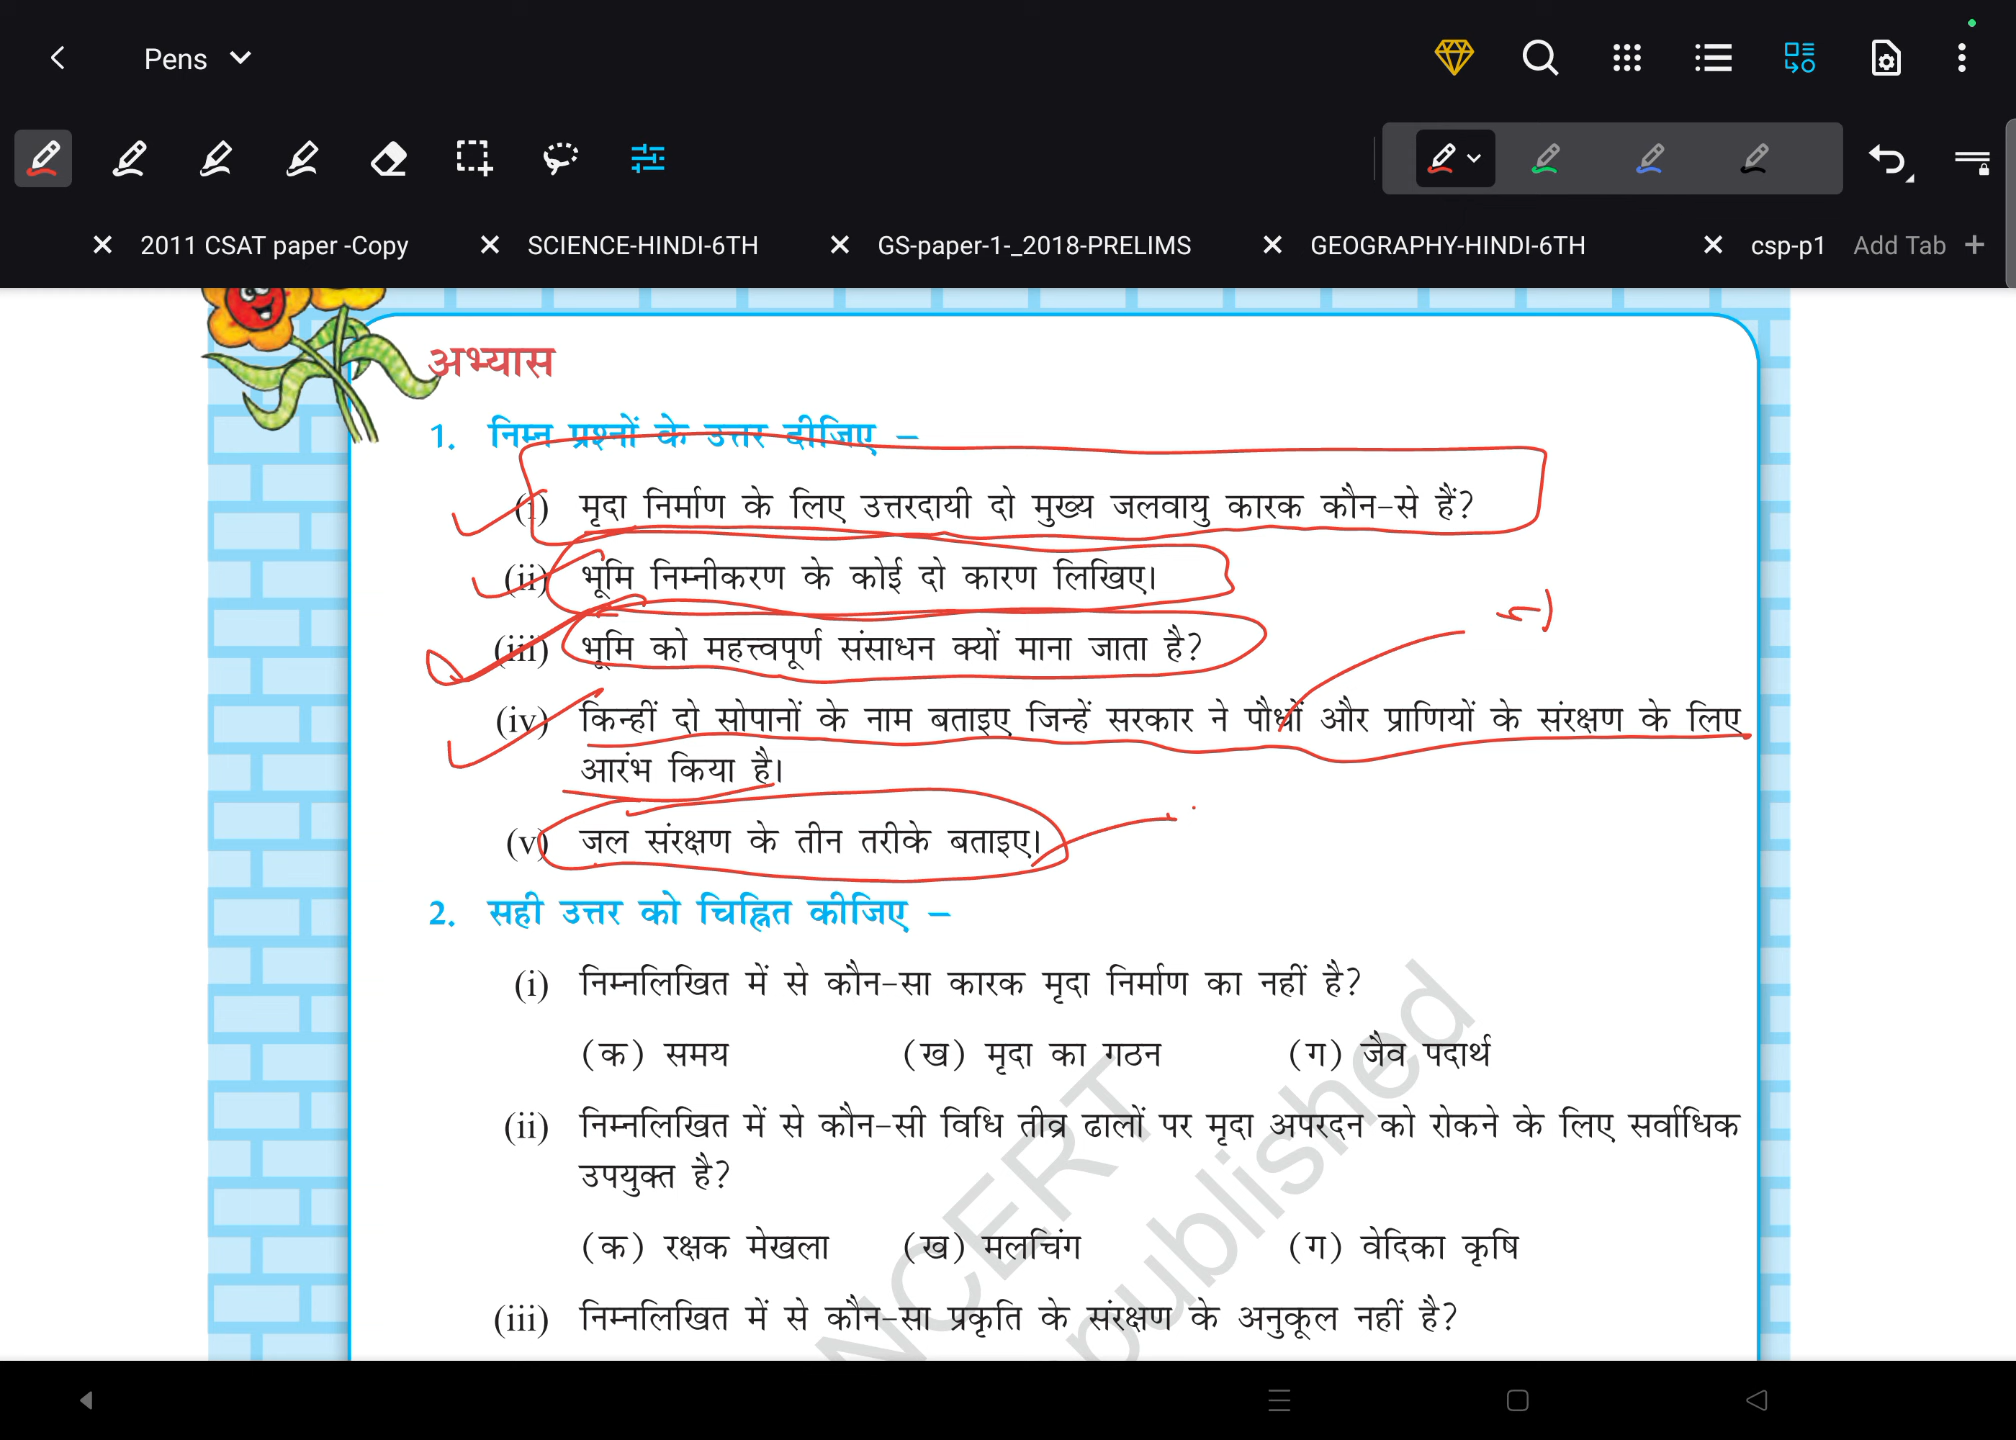 Pens
2011 CSAT paper -Copy SCIENCE-HINDI-6TH GS-paper-1-_2018-PRELIMS GEOGRAPHY-HINDI-6TH csp-p1 Add Tab
अभ्यास
1. निम्न प्रश्नों के उत्तर दीजिए –
(i) मृदा निर्माण के लिए उत्तरदायी दो मुख्य जलवायु कारक कौन-से हैं?
(ii) भूमि निम्नीकरण के कोई दो कारण लिखिए।
(iii) भूमि को महत्त्वपूर्ण संसाधन क्यों माना जाता है?
(iv) किन्हीं दो सोपानों के नाम बताइए जिन्हें सरकार ने पौधों और प्राणियों के संरक्षण के लिए
आरंभ किया है।
(v) जल संरक्षण के तीन तरीके बताइए।
2. सही उत्तर को चिह्नित कीजिए –
(i) निम्नलिखित में से कौन-सा कारक मृदा निर्माण का नहीं है?
(क) समय (ख) मृदा का गठन (ग) जैव पदार्थ
(ii) निम्नलिखित में से कौन-सी विधि तीव्र ढालों पर मृदा अपरदन को रोकने के लिए सर्वाधिक
उपयुक्त है?
(क) रक्षक मेखला (ख) मलचिंग (ग) वेदिका कृषि
(iii) निम्नलिखित में से कौन-सा प्रकृति के संरक्षण के अनुकूल नहीं है?
NCERT
published